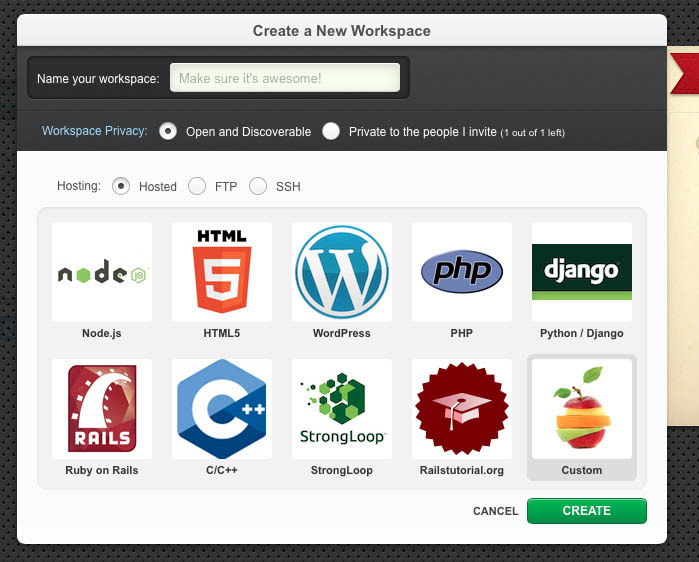 Create a New Workspace
Name your workspace: Make sure it's awesome!
Workspace Privacy: Open and Discoverable Private to the people I invite (1 out of 1 left)
Hosting: Hosted FTP SSH
node JS HTML 5 W php django
Node.js HTML5 WordPress PHP Python / Django
RAILS C++ StrongLoop
Ruby on Rails C/C++ StrongLoop Railstutorial.org Custom
CANCEL CREATE